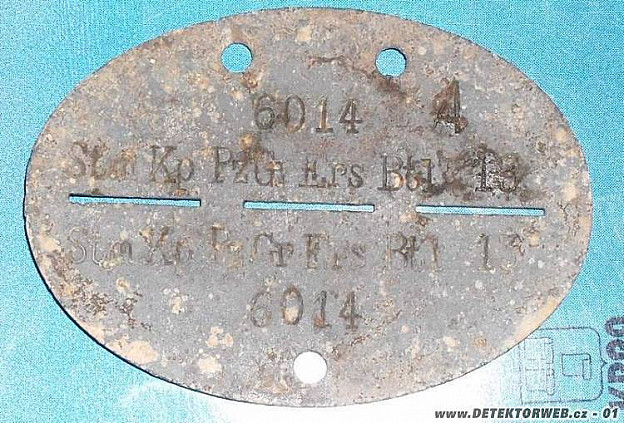 6014 A
Stm Kp PzGr Ers Btl 13
Stm Kp PzGr Ers Btl 13
6014
www.DETEKTORWEB.cz - 01